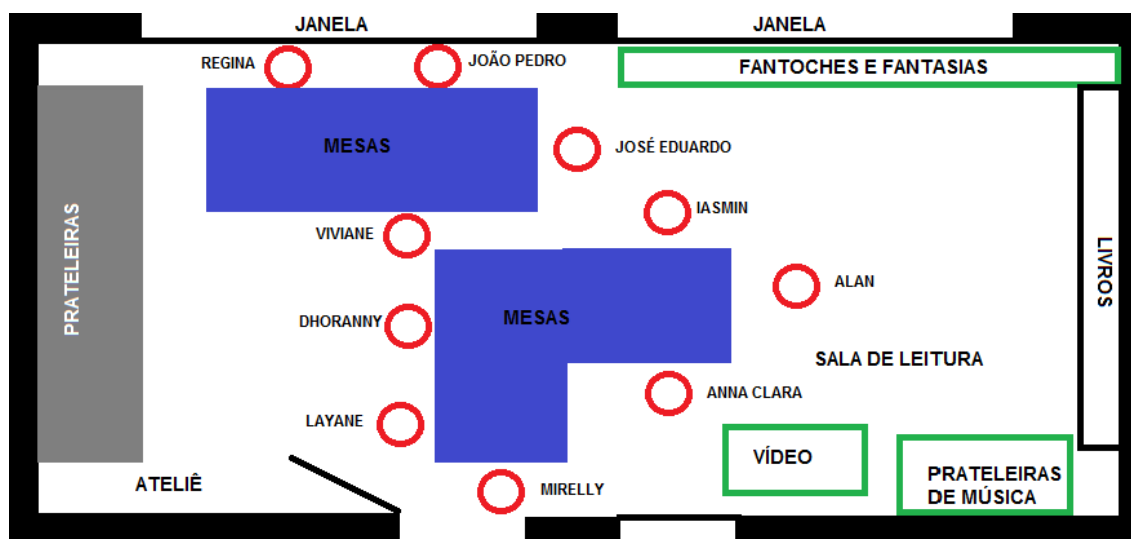 JANELA
JANELA
REGINA
JOÃO PEDRO
FANTOCHES E FANTASIAS
MESAS
JOSÉ EDUARDO
IASMIN
PRATELEIRAS
VIVIANE
LIVROS
ALAN
DHORANNY
MESAS
SALA DE LEITURA
ANNA CLARA
LAYANE
VÍDEO
PRATELEIRAS
DE MÚSICA
ATELIÊ
MIRELLY